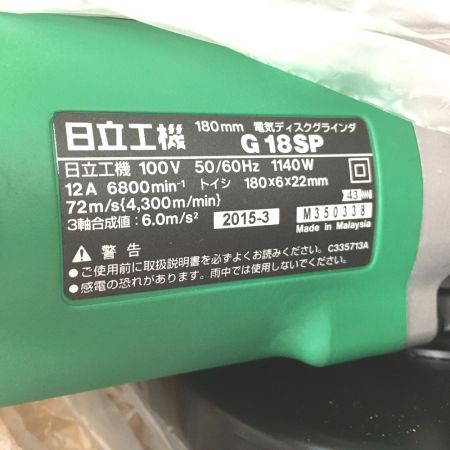 日立工機 180mm 電気ディスクグラインダ
G 18SP
日立工機 100V 50/60Hz 1140W
12A 6800min⁻¹ トイシ 180×6×22mm
72m/s{4,300m/min} 43
3軸合成値: 6.0m/s² 2015-3 M350338
Made in Malaysia
警告 C335713A
●ご使用前に取扱説明書を必ずよくお読みください。
●感電の恐れがあります。雨中では使用しないでください。